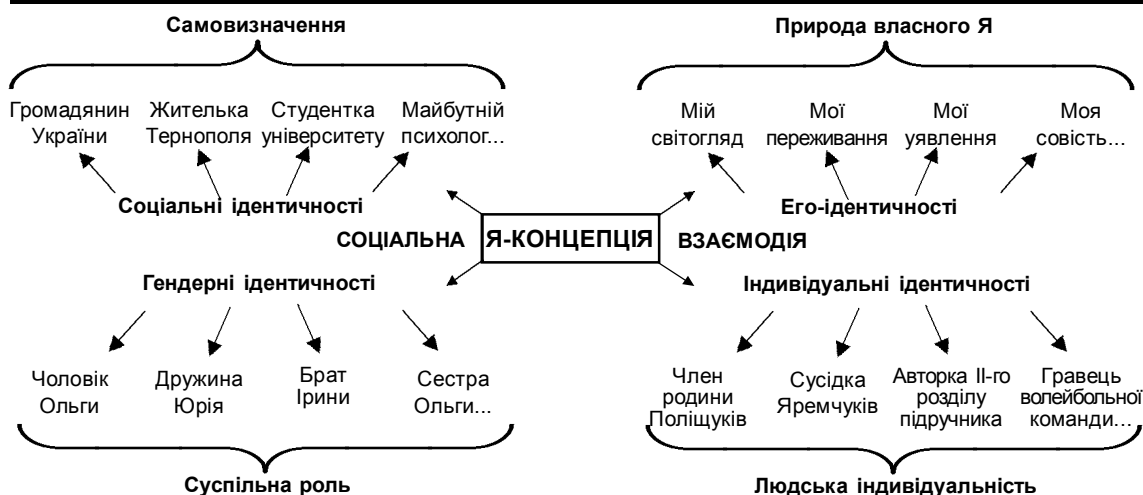 Самовизначення
Природа власного Я
Громадянин
України
Жителька
Тернополя
Студентка
університету
Майбутній
психолог...
Мій
світогляд
Мої
переживання
Мої
уявлення
Моя
совість...
Соціальні ідентичності
Его-ідентичності
СОЦІАЛЬНА
Я-КОНЦЕПЦІЯ
ВЗАЄМОДІЯ
Гендерні ідентичності
Індивідуальні ідентичності
Чоловік
Ольги
Дружина
Юрія
Брат
Ірини
Сестра
Ольги...
Член
родини
Поліщуків
Сусідка
Яремчуків
Авторка ІІ-го
розділу
підручника
Гравець
волейбольної
команди...
Суспільна роль
Людська індивідуальність